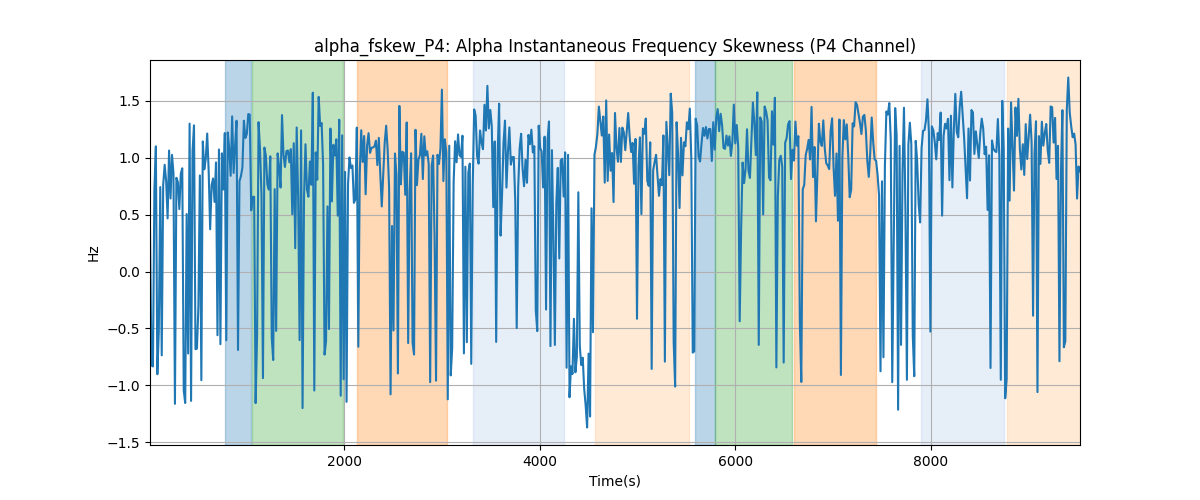 alpha_fskew_P4: Alpha Instantaneous Frequency Skewness (P4 Channel)
1.5
1.0
0.5
0.0
−0.5
−1.0
−1.5
Hz
2000 4000 6000 8000
Time(s)